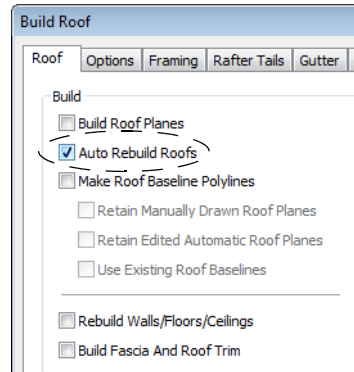 Build Roof
Roof Options Framing Rafter Tails Gutter
Build
Build Roof Planes
Auto Rebuild Roofs
Make Roof Baseline Polylines
Retain Manually Drawn Roof Planes
Retain Edited Automatic Roof Planes
Use Existing Roof Baselines
Rebuild Walls/Floors/Ceilings
Build Fascia And Roof Trim